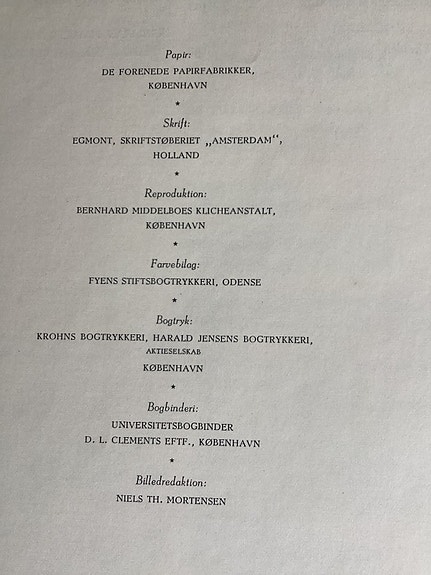 Papir:
DE FORENEDE PAPIRFABRIKKER,
KØBENHAVN
*
Skrift:
EGMONT, SKRIFTSTØBERIET „AMSTERDAM“,
HOLLAND
*
Reproduktion:
BERNHARD MIDDELBOES KLICHEANSTALT,
KØBENHAVN
*
Farvebilag:
FYENS STIFTSBOGTRYKKERI, ODENSE
*
Bogtryk:
KROHNS BOGTRYKKERI, HARALD JENSENS BOGTRYKKERI,
AKTIESELSKAB
KØBENHAVN
*
Bogbinderi:
UNIVERSITETSBOGBINDER
D. L. CLEMENTS EFTF., KØBENHAVN
*
Billedredaktion:
NIELS TH. MORTENSEN